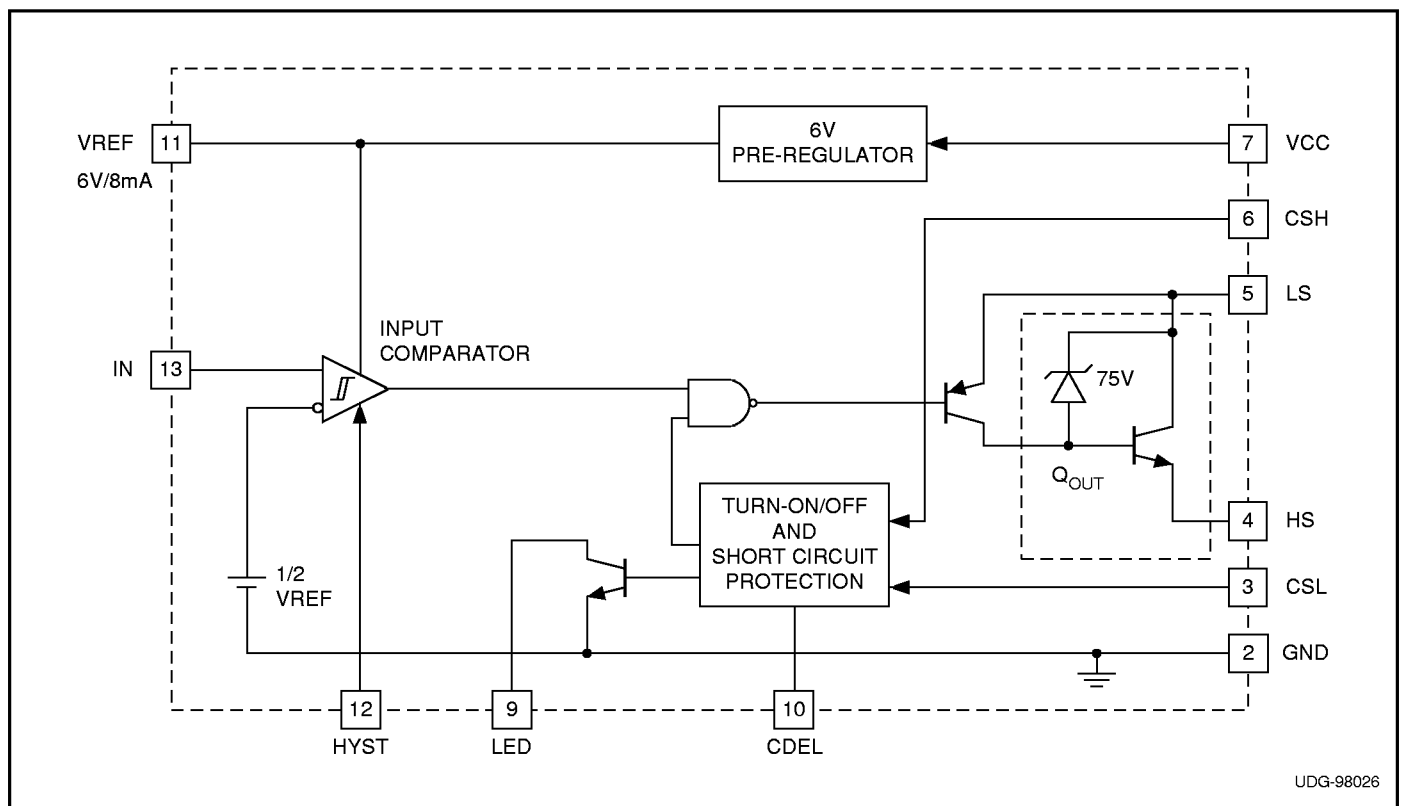 VREF
11
6V/8mA
6V
PRE-REGULATOR
7
VCC
6
CSH
5
LS
INPUT
COMPARATOR
IN
13
75V
QOUT
TURN-ON/OFF
AND
SHORT CIRCUIT
PROTECTION
4
HS
1/2
VREF
3
CSL
2
GND
12
HYST
9
LED
10
CDEL
UDG-98026